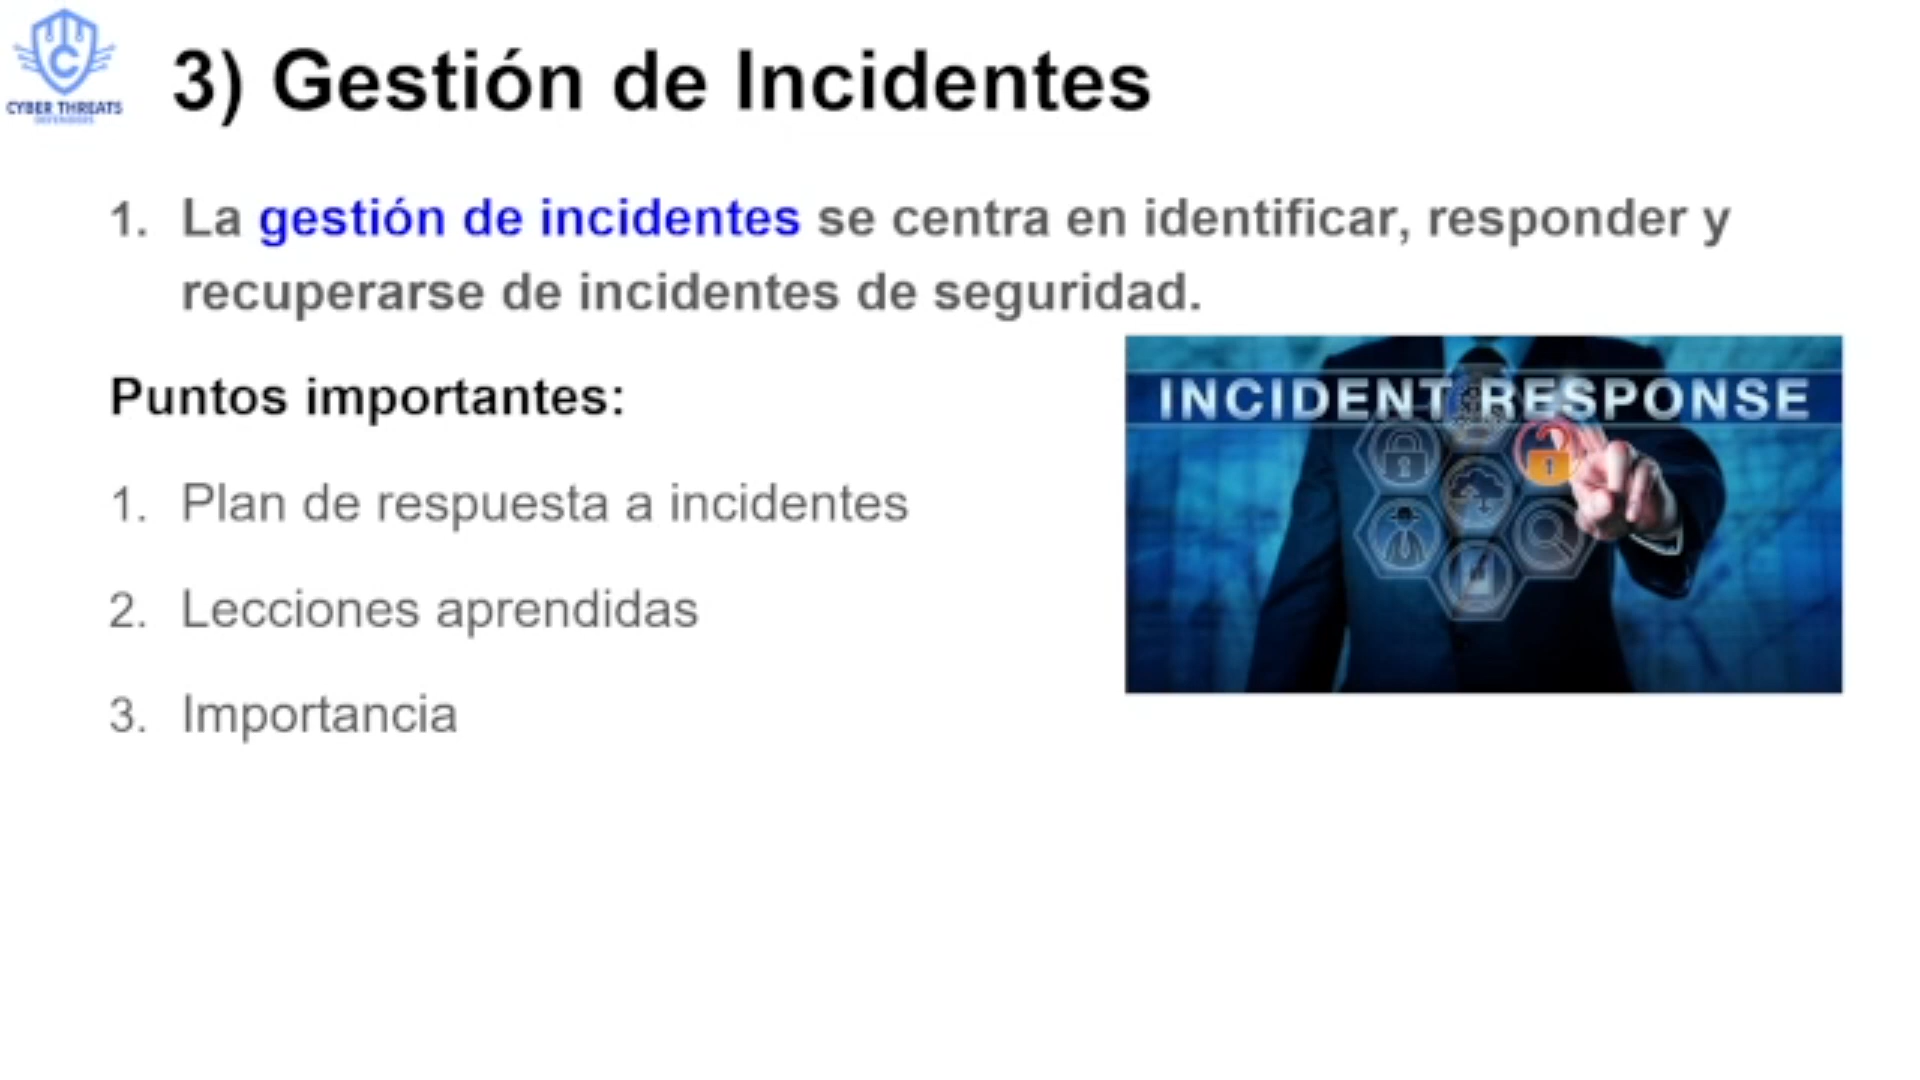 CYBER THREATS
DEFENDERS
3) Gestión de Incidentes
1. La gestión de incidentes se centra en identificar, responder y
recuperarse de incidentes de seguridad.
Puntos importantes:
INCIDENT RESPONSE
1. Plan de respuesta a incidentes
2. Lecciones aprendidas
3. Importancia